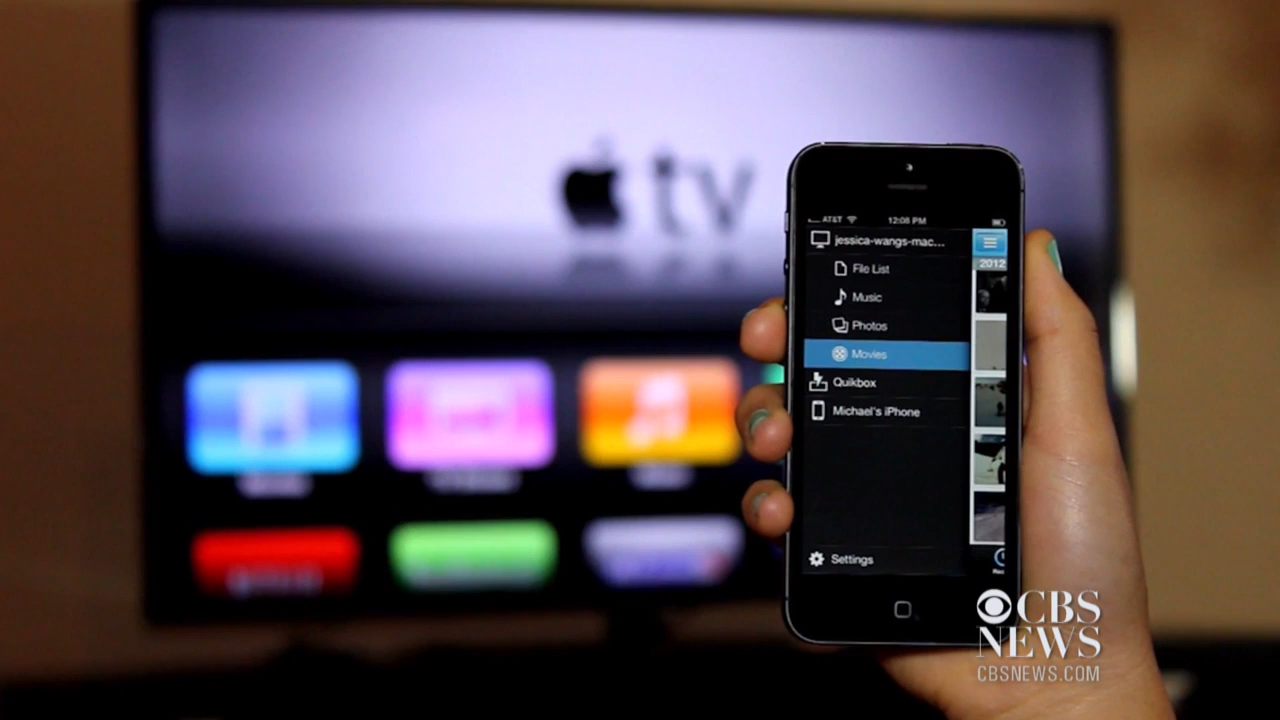 tv
AT&T 12:08 PM
jessica-wangs-mac...
2012
File List
Music
Photos
Movies
Quikbox
Michael's iPhone
Settings
CBS
NEWS
CBSNEWS.COM